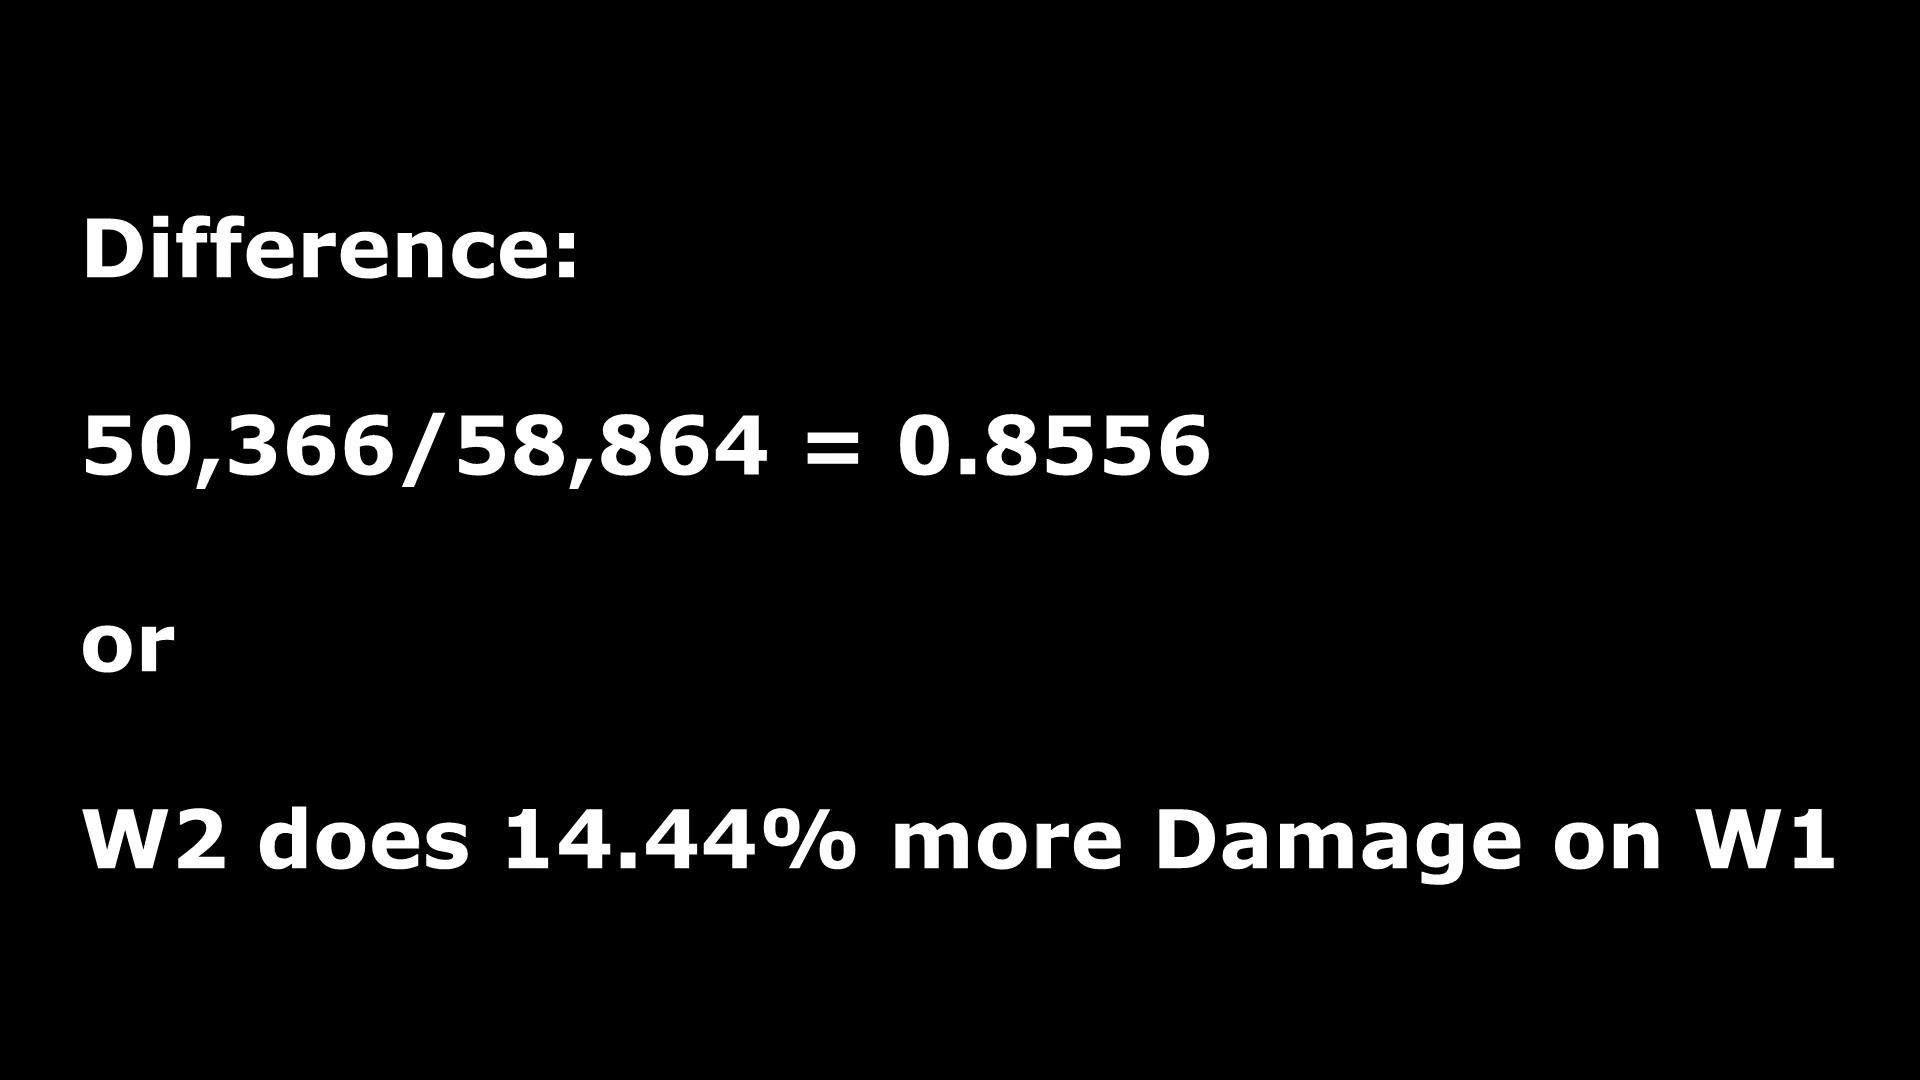 Difference:
50,366/58,864 = 0.8556
or
W2 does 14.44% more Damage on W1